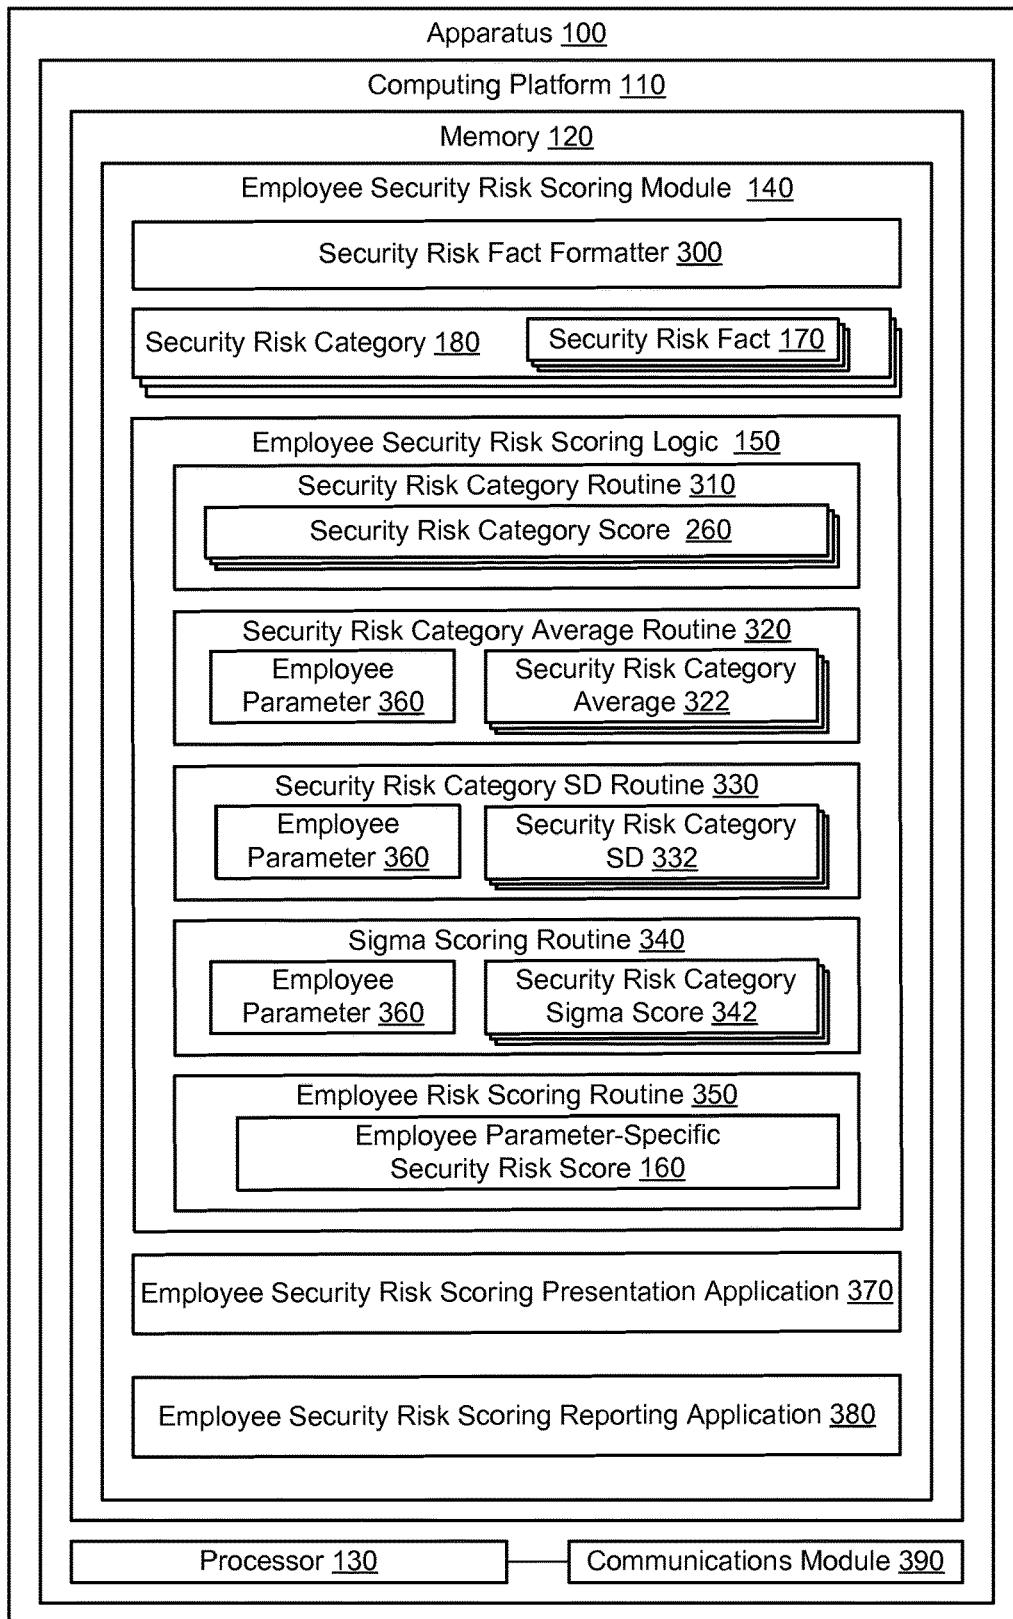 Apparatus 100
Computing Platform 110
Memory 120
Employee Security Risk Scoring Module 140
Security Risk Fact Formatter 300
Security Risk Category 180
Security Risk Fact 170
Employee Security Risk Scoring Logic 150
Security Risk Category Routine 310
Security Risk Category Score 260
Security Risk Category Average Routine 320
Employee
Parameter 360
Security Risk Category
Average 322
Security Risk Category SD Routine 330
Employee
Parameter 360
Security Risk Category
SD 332
Sigma Scoring Routine 340
Employee
Parameter 360
Security Risk Category
Sigma Score 342
Employee Risk Scoring Routine 350
Employee Parameter-Specific
Security Risk Score 160
Employee Security Risk Scoring Presentation Application 370
Employee Security Risk Scoring Reporting Application 380
Processor 130
Communications Module 390